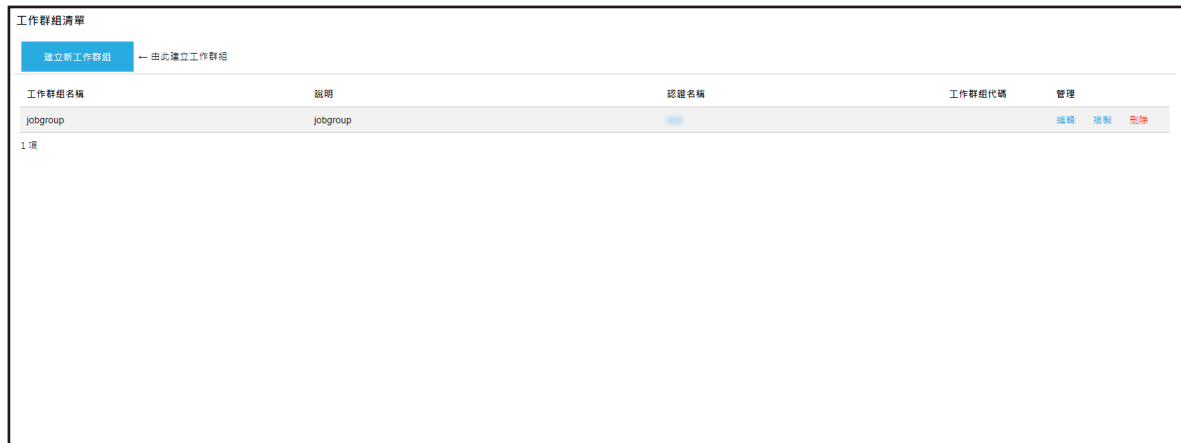 工作群組清單
建立新工作群組 ← 由此建立工作群組
工作群組名稱 說明 認證名稱 工作群組代碼 管理
jobgroup jobgroup 編輯 複製 刪除
1 項